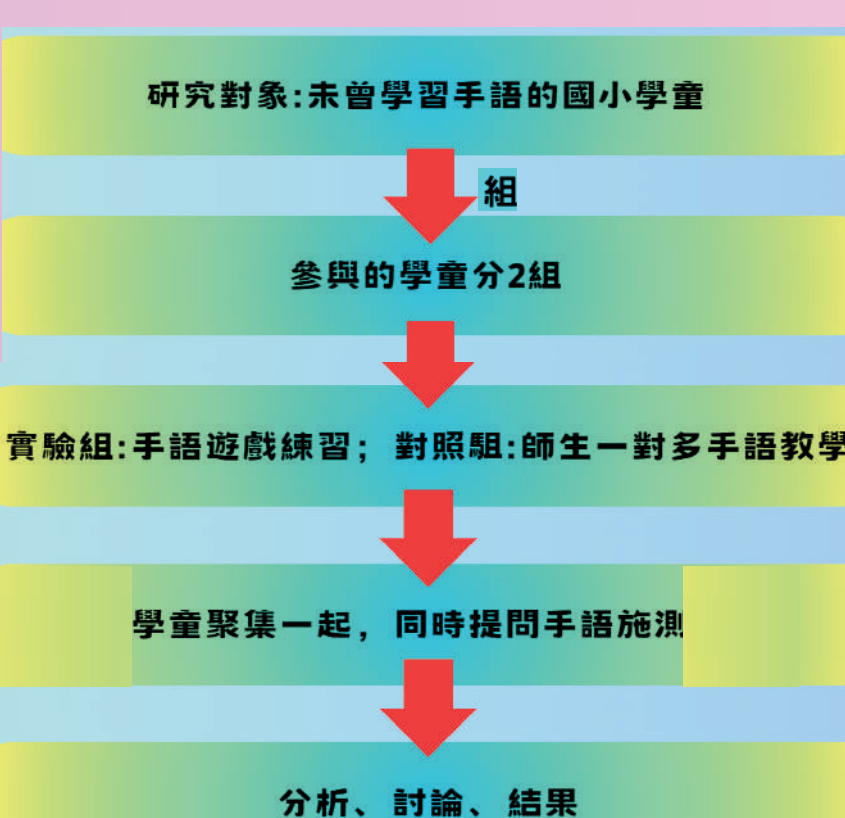 研究對象:未曾學習手語的國小學童
組
參與的學童分2組
實驗組:手語遊戲練習; 對照駔:師生一對多手語教學
學童聚集一起, 同時提問手語施測
分析、討論、結果